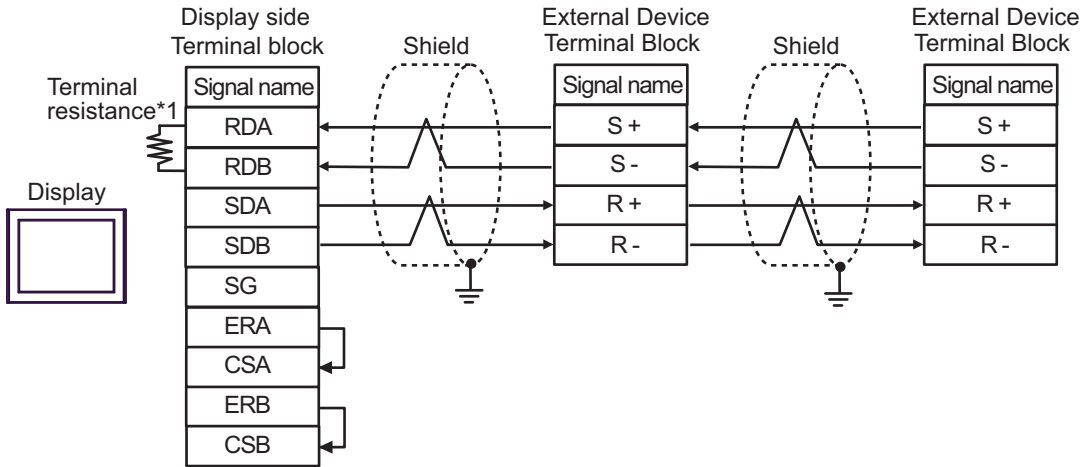 Display side
Terminal block
Shield
External Device
Terminal Block
Shield
External Device
Terminal Block
Terminal
resistance*1
Display
Signal name
RDA
RDB
SDA
SDB
SG
ERA
CSA
ERB
CSB
Signal name
S +
S -
R +
R -
Signal name
S +
S -
R +
R -